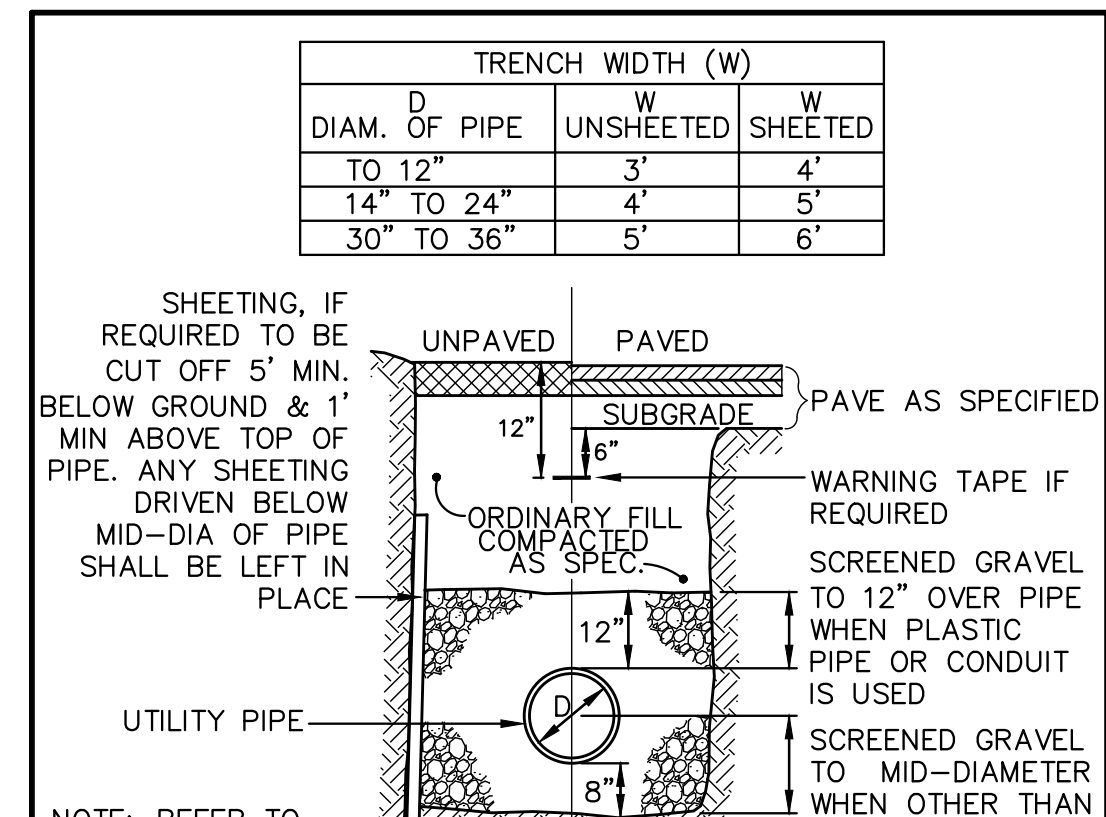 TRENCH WIDTH (W)
D
DIAM. OF PIPE
W
UNSHEETED
W
SHEETED
TO 12"
3'
4'
14" TO 24"
4'
5'
30" TO 36"
5'
6'
SHEETING, IF
REQUIRED TO BE
CUT OFF 5' MIN.
BELOW GROUND & 1'
MIN ABOVE TOP OF
PIPE. ANY SHEETING
DRIVEN BELOW
MID-DIA OF PIPE
SHALL BE LEFT IN
PLACE
UNPAVED
PAVED
SUBGRADE
PAVE AS SPECIFIED
12"
6"
WARNING TAPE IF
REQUIRED
ORDINARY FILL
COMPACTED
AS SPEC.
SCREENED GRAVEL
TO 12" OVER PIPE
WHEN PLASTIC
PIPE OR CONDUIT
IS USED
12"
D
UTILITY PIPE
8"
SCREENED GRAVEL
TO MID-DIAMETER
WHEN OTHER THAN
NOTE: REFER TO